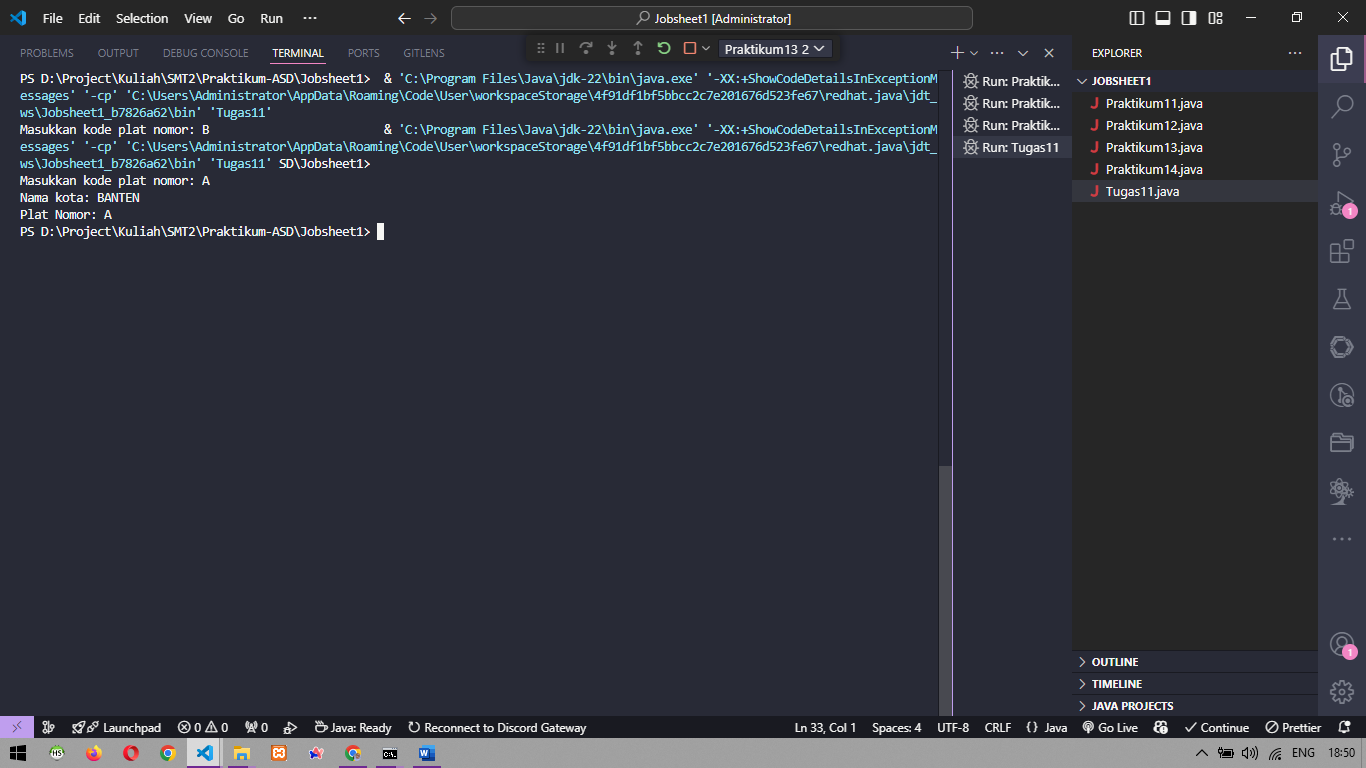 File Edit Selection View Go Run ···
Jobsheet1 [Administrator]
PROBLEMS OUTPUT DEBUG CONSOLE TERMINAL PORTS GITLENS
Praktikum13 2
PS D:\Project\Kuliah\SMT2\Praktikum-ASD\Jobsheet1> & 'C:\Program Files\Java\jdk-22\bin\java.exe' '-XX:+ShowCodeDetailsInExceptionM
essages' '-cp' 'C:\Users\Administrator\AppData\Roaming\Code\User\workspaceStorage\4f91df1bf5bbcc2c7e201676d523fe67\redhat.java\jdt_
ws\Jobsheet1_b7826a62\bin' 'Tugas11'
Masukkan kode plat nomor: B & 'C:\Program Files\Java\jdk-22\bin\java.exe' '-XX:+ShowCodeDetailsInExceptionM
essages' '-cp' 'C:\Users\Administrator\AppData\Roaming\Code\User\workspaceStorage\4f91df1bf5bbcc2c7e201676d523fe67\redhat.java\jdt_
ws\Jobsheet1_b7826a62\bin' 'Tugas11' SD\Jobsheet1>
Masukkan kode plat nomor: A
Nama kota: BANTEN
Plat Nomor: A
PS D:\Project\Kuliah\SMT2\Praktikum-ASD\Jobsheet1>
Run: Praktik...
Run: Praktik...
Run: Praktik...
Run: Tugas11
EXPLORER
JOBSHEET1
J Praktikum11.java
J Praktikum12.java
J Praktikum13.java
J Praktikum14.java
J Tugas11.java
1
1
OUTLINE
TIMELINE
JAVA PROJECTS
Launchpad 0 0 0 Java: Ready Reconnect to Discord Gateway Ln 33, Col 1 Spaces: 4 UTF-8 CRLF {} Java Go Live Continue Prettier
HS ENG 18:50